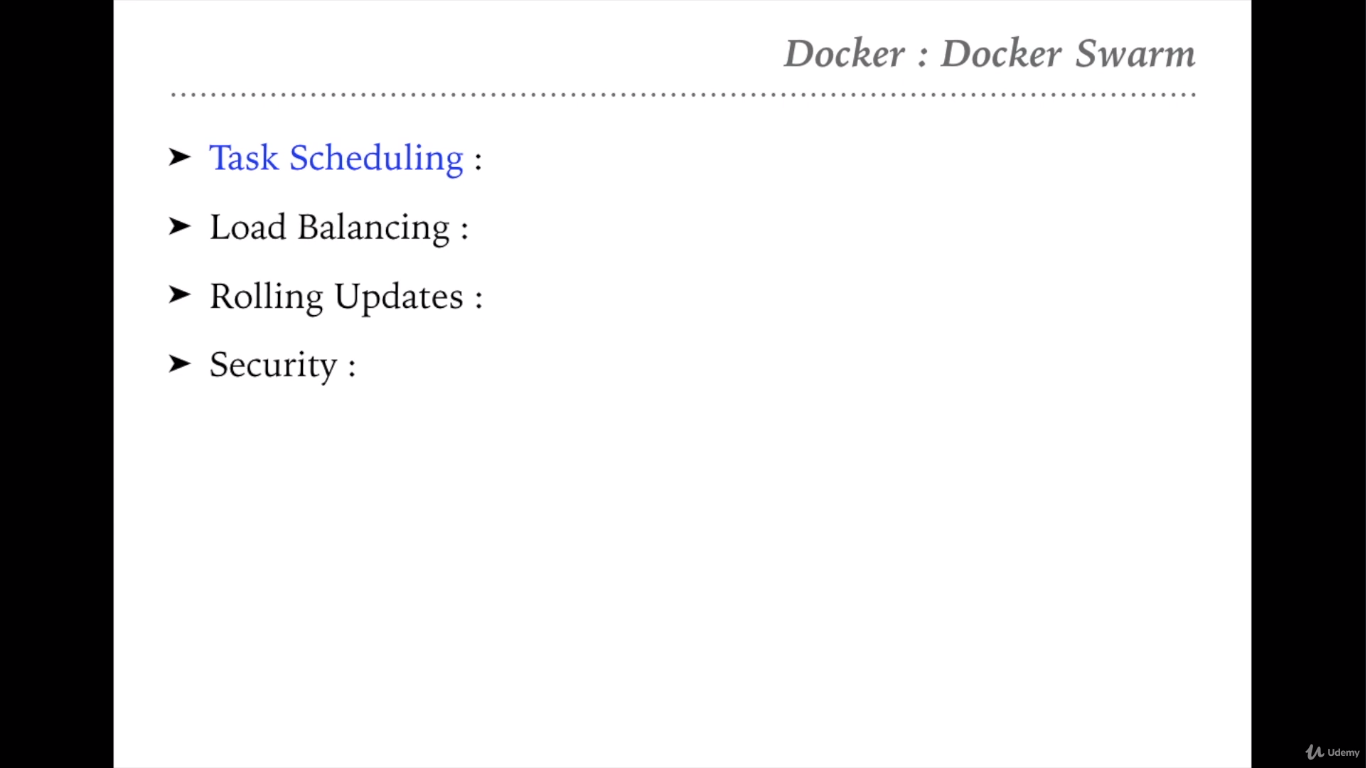 Docker : Docker Swarm
➤ Task Scheduling :
➤ Load Balancing :
➤ Rolling Updates :
➤ Security :
Udemy